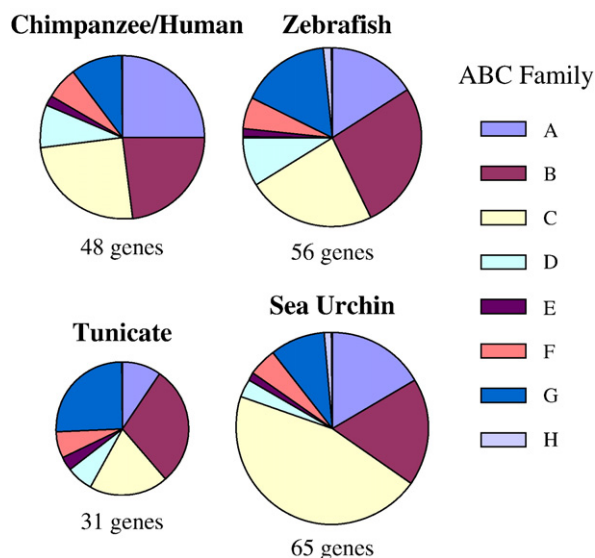 Chimpanzee/Human
Zebrafish
ABC Family
A
B
C
D
E
F
G
H
48 genes
56 genes
Tunicate
Sea Urchin
31 genes
65 genes